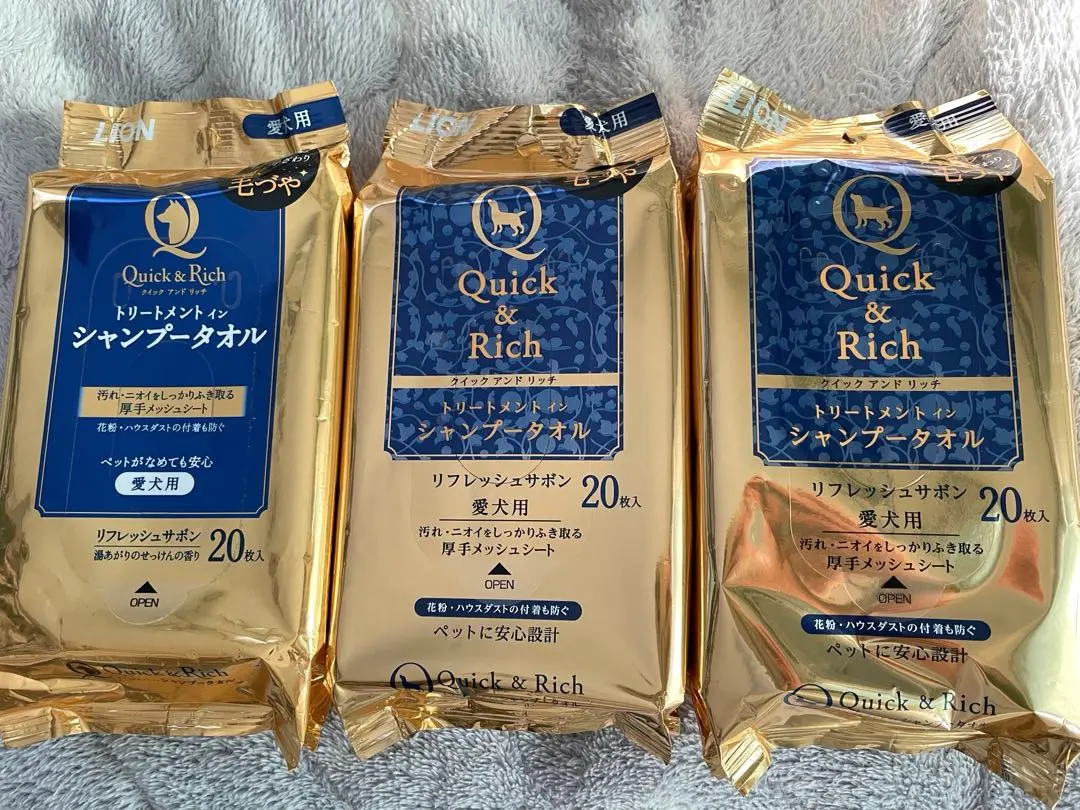 LION
愛犬用
毛づや
Quick & Rich
クイック アンド リッチ
トリートメント イン
シャンプータオル
汚れ・ニオイをしっかりふき取る
厚手メッシュシート
花粉・ハウスダストの付着も防ぐ
ペットがなめても安心
愛犬用
リフレッシュサボン
湯あがりのせっけんの香り
20枚入
OPEN
Quick & Rich
シャンプータオル
LION
愛犬用
毛づや
Quick
&
Rich
クイック アンド リッチ
トリートメント イン
シャンプータオル
リフレッシュサボン
愛犬用
20枚入
汚れ・ニオイをしっかりふき取る
厚手メッシュシート
OPEN
花粉・ハウスダストの付着も防ぐ
ペットに安心設計
Quick & Rich
LION
愛犬用
毛づや
Quick
&
Rich
クイック アンド リッチ
トリートメント イン
シャンプータオル
リフレッシュサボン
愛犬用
20枚入
汚れ・ニオイをしっかりふき取る
厚手メッシュシート
OPEN
花粉・ハウスダストの付着も防ぐ
ペットに安心設計
Quick & Rich
シャンプータオル